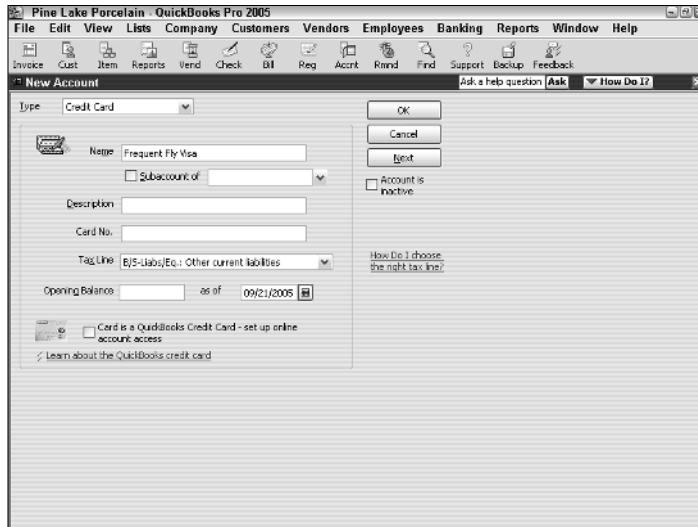 Pine Lake Porcelain - QuickBooks Pro 2005
File Edit View Lists Company Customers Vendors Employees Banking Reports Window Help
Invoice Cust Item Reports Vend Check Bill Reg Accnt Rmnd Find Support Backup Feedback
New Account Ask a help question Ask How Do I?
Type Credit Card
OK
Cancel
Name Frequent Fly Visa
Next
Subaccount of
Account is
inactive
Description
Card No.
Tax Line B/S-Liabs/Eq.: Other current liabilities
How Do I choose
the right tax line?
Opening Balance as of 09/21/2005
Card is a QuickBooks Credit Card - set up online
account access
Learn about the QuickBooks credit card